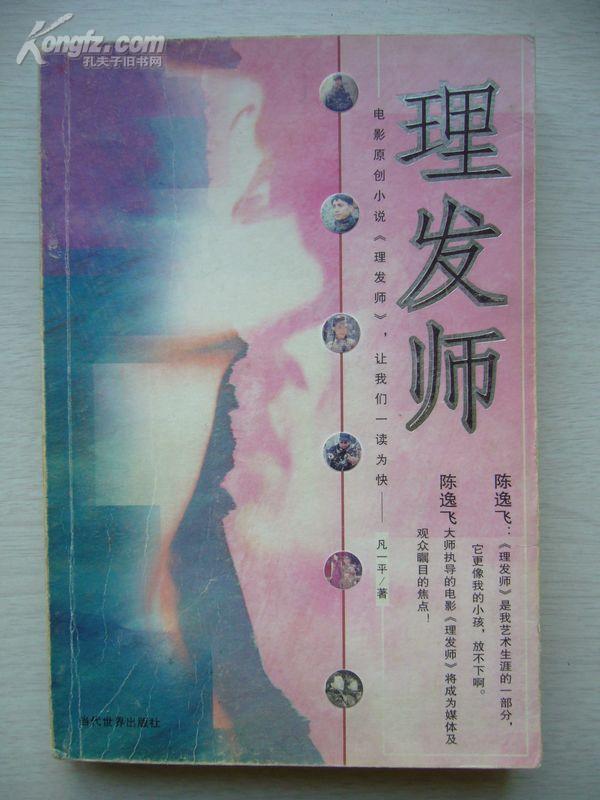 Kongfz.com
孔夫子旧书网
理发师
电影原创小说《理发师》，让我们一读为快——
凡一平/著
陈逸飞：《理发师》是我艺术生涯的一部分，
它更像我的小孩，放不下啊。
陈逸飞大师执导的电影《理发师》将成为媒体及
观众瞩目的焦点！
当代世界出版社